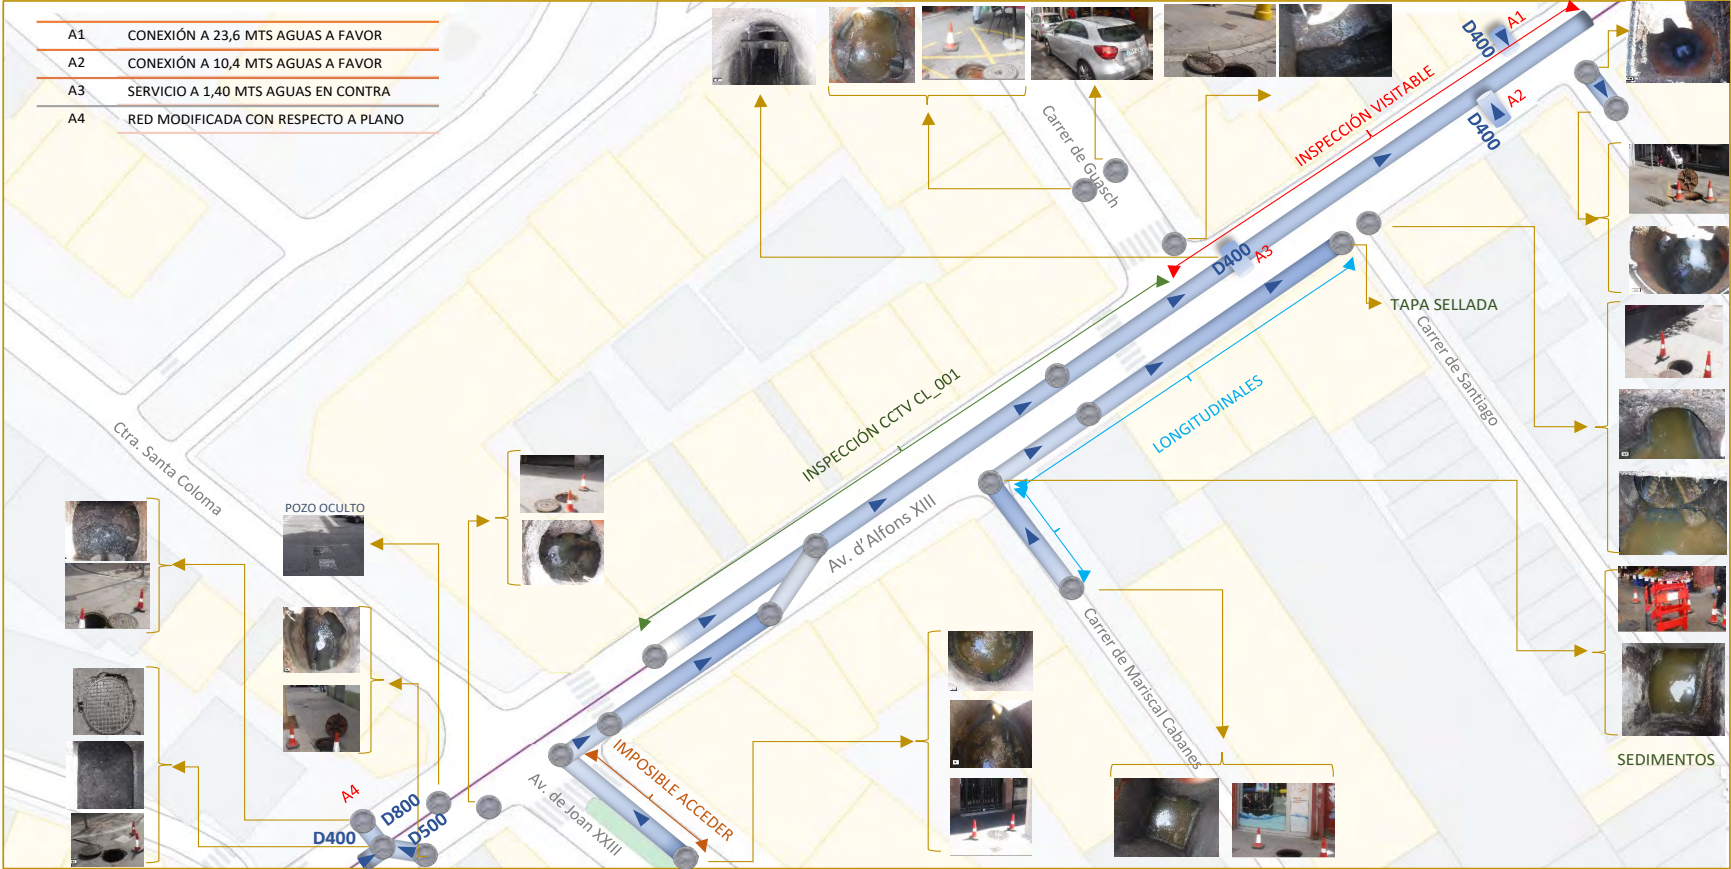 A1 CONEXIÓN A 23,6 MTS AGUAS A FAVOR
A2 CONEXIÓN A 10,4 MTS AGUAS A FAVOR
A3 SERVICIO A 1,40 MTS AGUAS EN CONTRA
A4 RED MODIFICADA CON RESPECTO A PLANO
D400
A1
INSPECCIÓN VISITABLE
A2
D400
Carrer de Guasch
D400
A3
TAPA SELLADA
Carrer de Santiago
INSPECCIÓN CCTV CL_001
LONGITUDINALES
Ctra. Santa Coloma
POZO OCULTO
Av. d'Alfons XIII
Carrer de Mariscal Cabanes
SEDIMENTOS
IMPOSIBLE ACCEDER
Av. de Joan XXIII
A4
D800
D400
D500